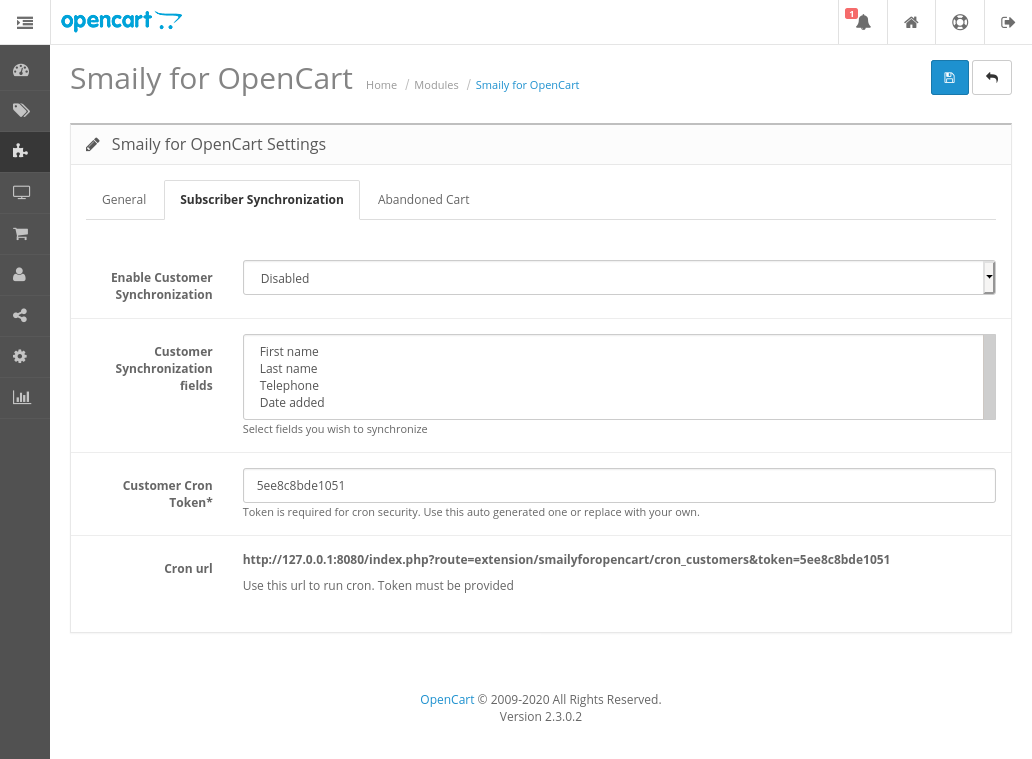 opencart
1
Smaily for OpenCart
Home / Modules / Smaily for OpenCart
Smaily for OpenCart Settings
General
Subscriber Synchronization
Abandoned Cart
Enable Customer
Synchronization
Disabled
Customer
Synchronization
fields
First name
Last name
Telephone
Date added
Select fields you wish to synchronize
Customer Cron
Token*
5ee8c8bde1051
Token is required for cron security. Use this auto generated one or replace with your own.
Cron url
http://127.0.0.1:8080/index.php?route=extension/smailyforopencart/cron_customers&token=5ee8c8bde1051
Use this url to run cron. Token must be provided
OpenCart © 2009-2020 All Rights Reserved.
Version 2.3.0.2